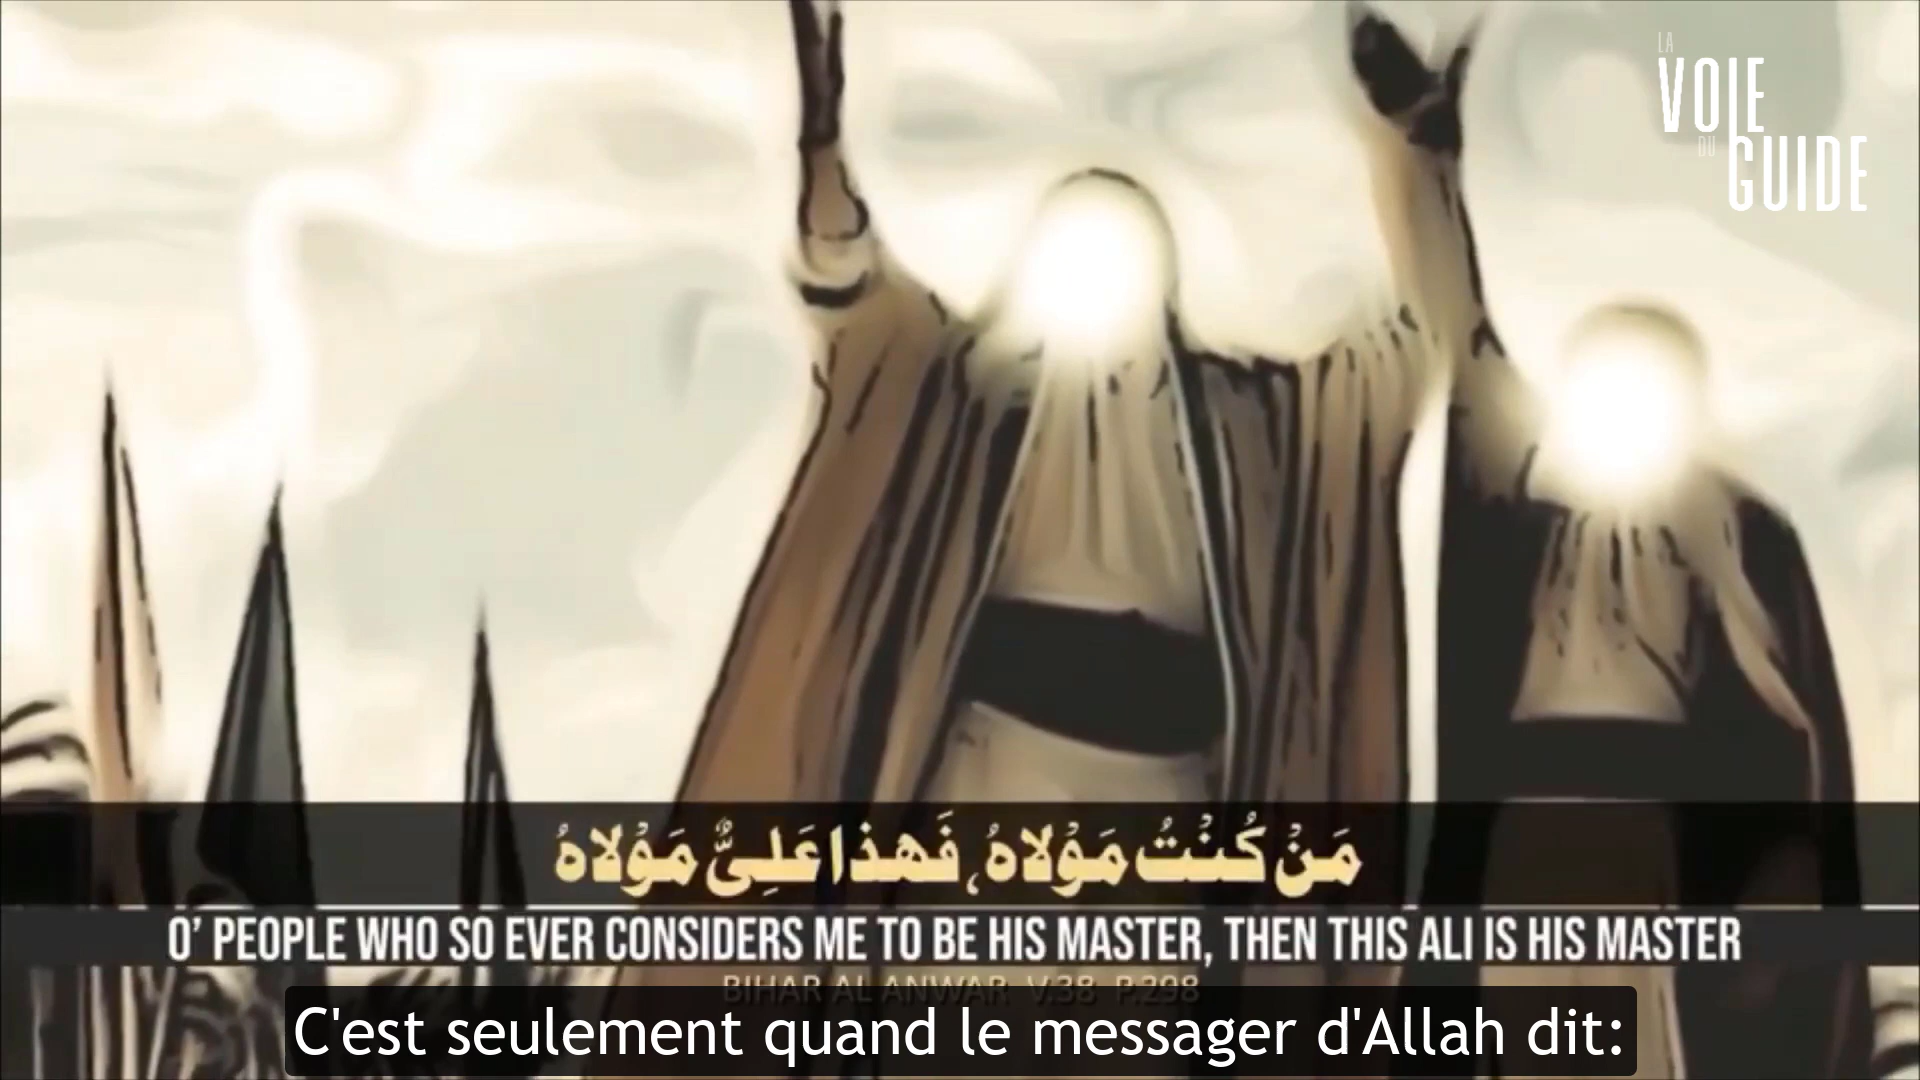 LA
VOIE
DU
GUIDE
مَنْ كُنْتُ مَوْلاهُ، فَهذا عَلِيٌّ مَوْلاهُ
O' PEOPLE WHO SO EVER CONSIDERS ME TO BE HIS MASTER, THEN THIS ALI IS HIS MASTER
BIHAR AL ANWAR V.38 P.298
C'est seulement quand le messager d'Allah dit: